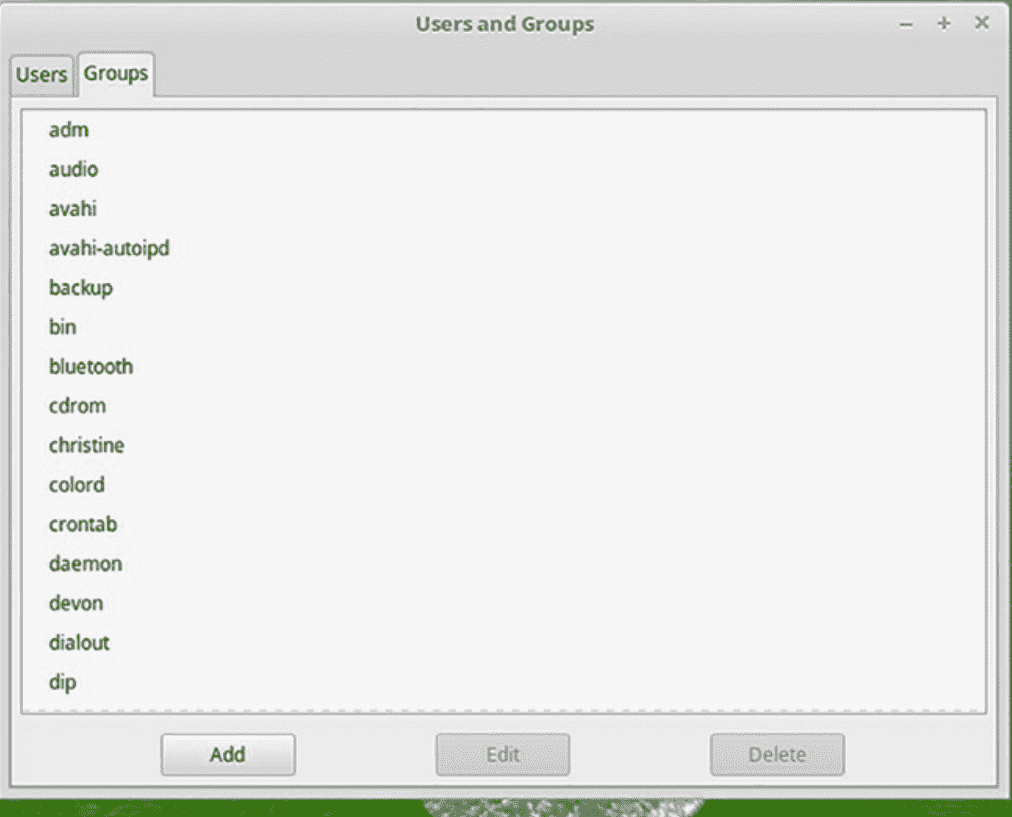 Users and Groups
Users Groups
adm
audio
avahi
avahi-autoipd
backup
bin
bluetooth
cdrom
christine
colord
crontab
daemon
devon
dialout
dip
Add Edit Delete